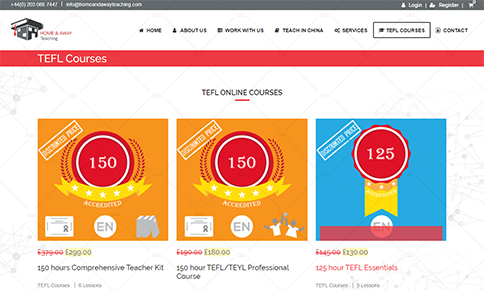 +44(0) 203 086 7447 | info@homeandawayteaching.com
Login | Register |
HOME & AWAY
Teaching
HOME
ABOUT US
WORK WITH US
TEACH IN CHINA
SERVICES
TEFL COURSES
CONTACT
TEFL Courses
TEFL ONLINE COURSES
DISCOUNTED PRICE
150
ACCREDITED
EN
DISCOUNTED PRICE
150
ACCREDITED
EN
DISCOUNTED PRICE
125
ACCREDITED
EN
£379.00 £299.00
150 hours Comprehensive Teacher Kit
TEFL Courses | 6 Lessons
£190.00 £180.00
150 hour TEFL/TEYL Professional
Course
TEFL Courses | 6 Lessons
£145.00 £130.00
125 hour TEFL Essentials
TEFL Courses | 5 Lessons